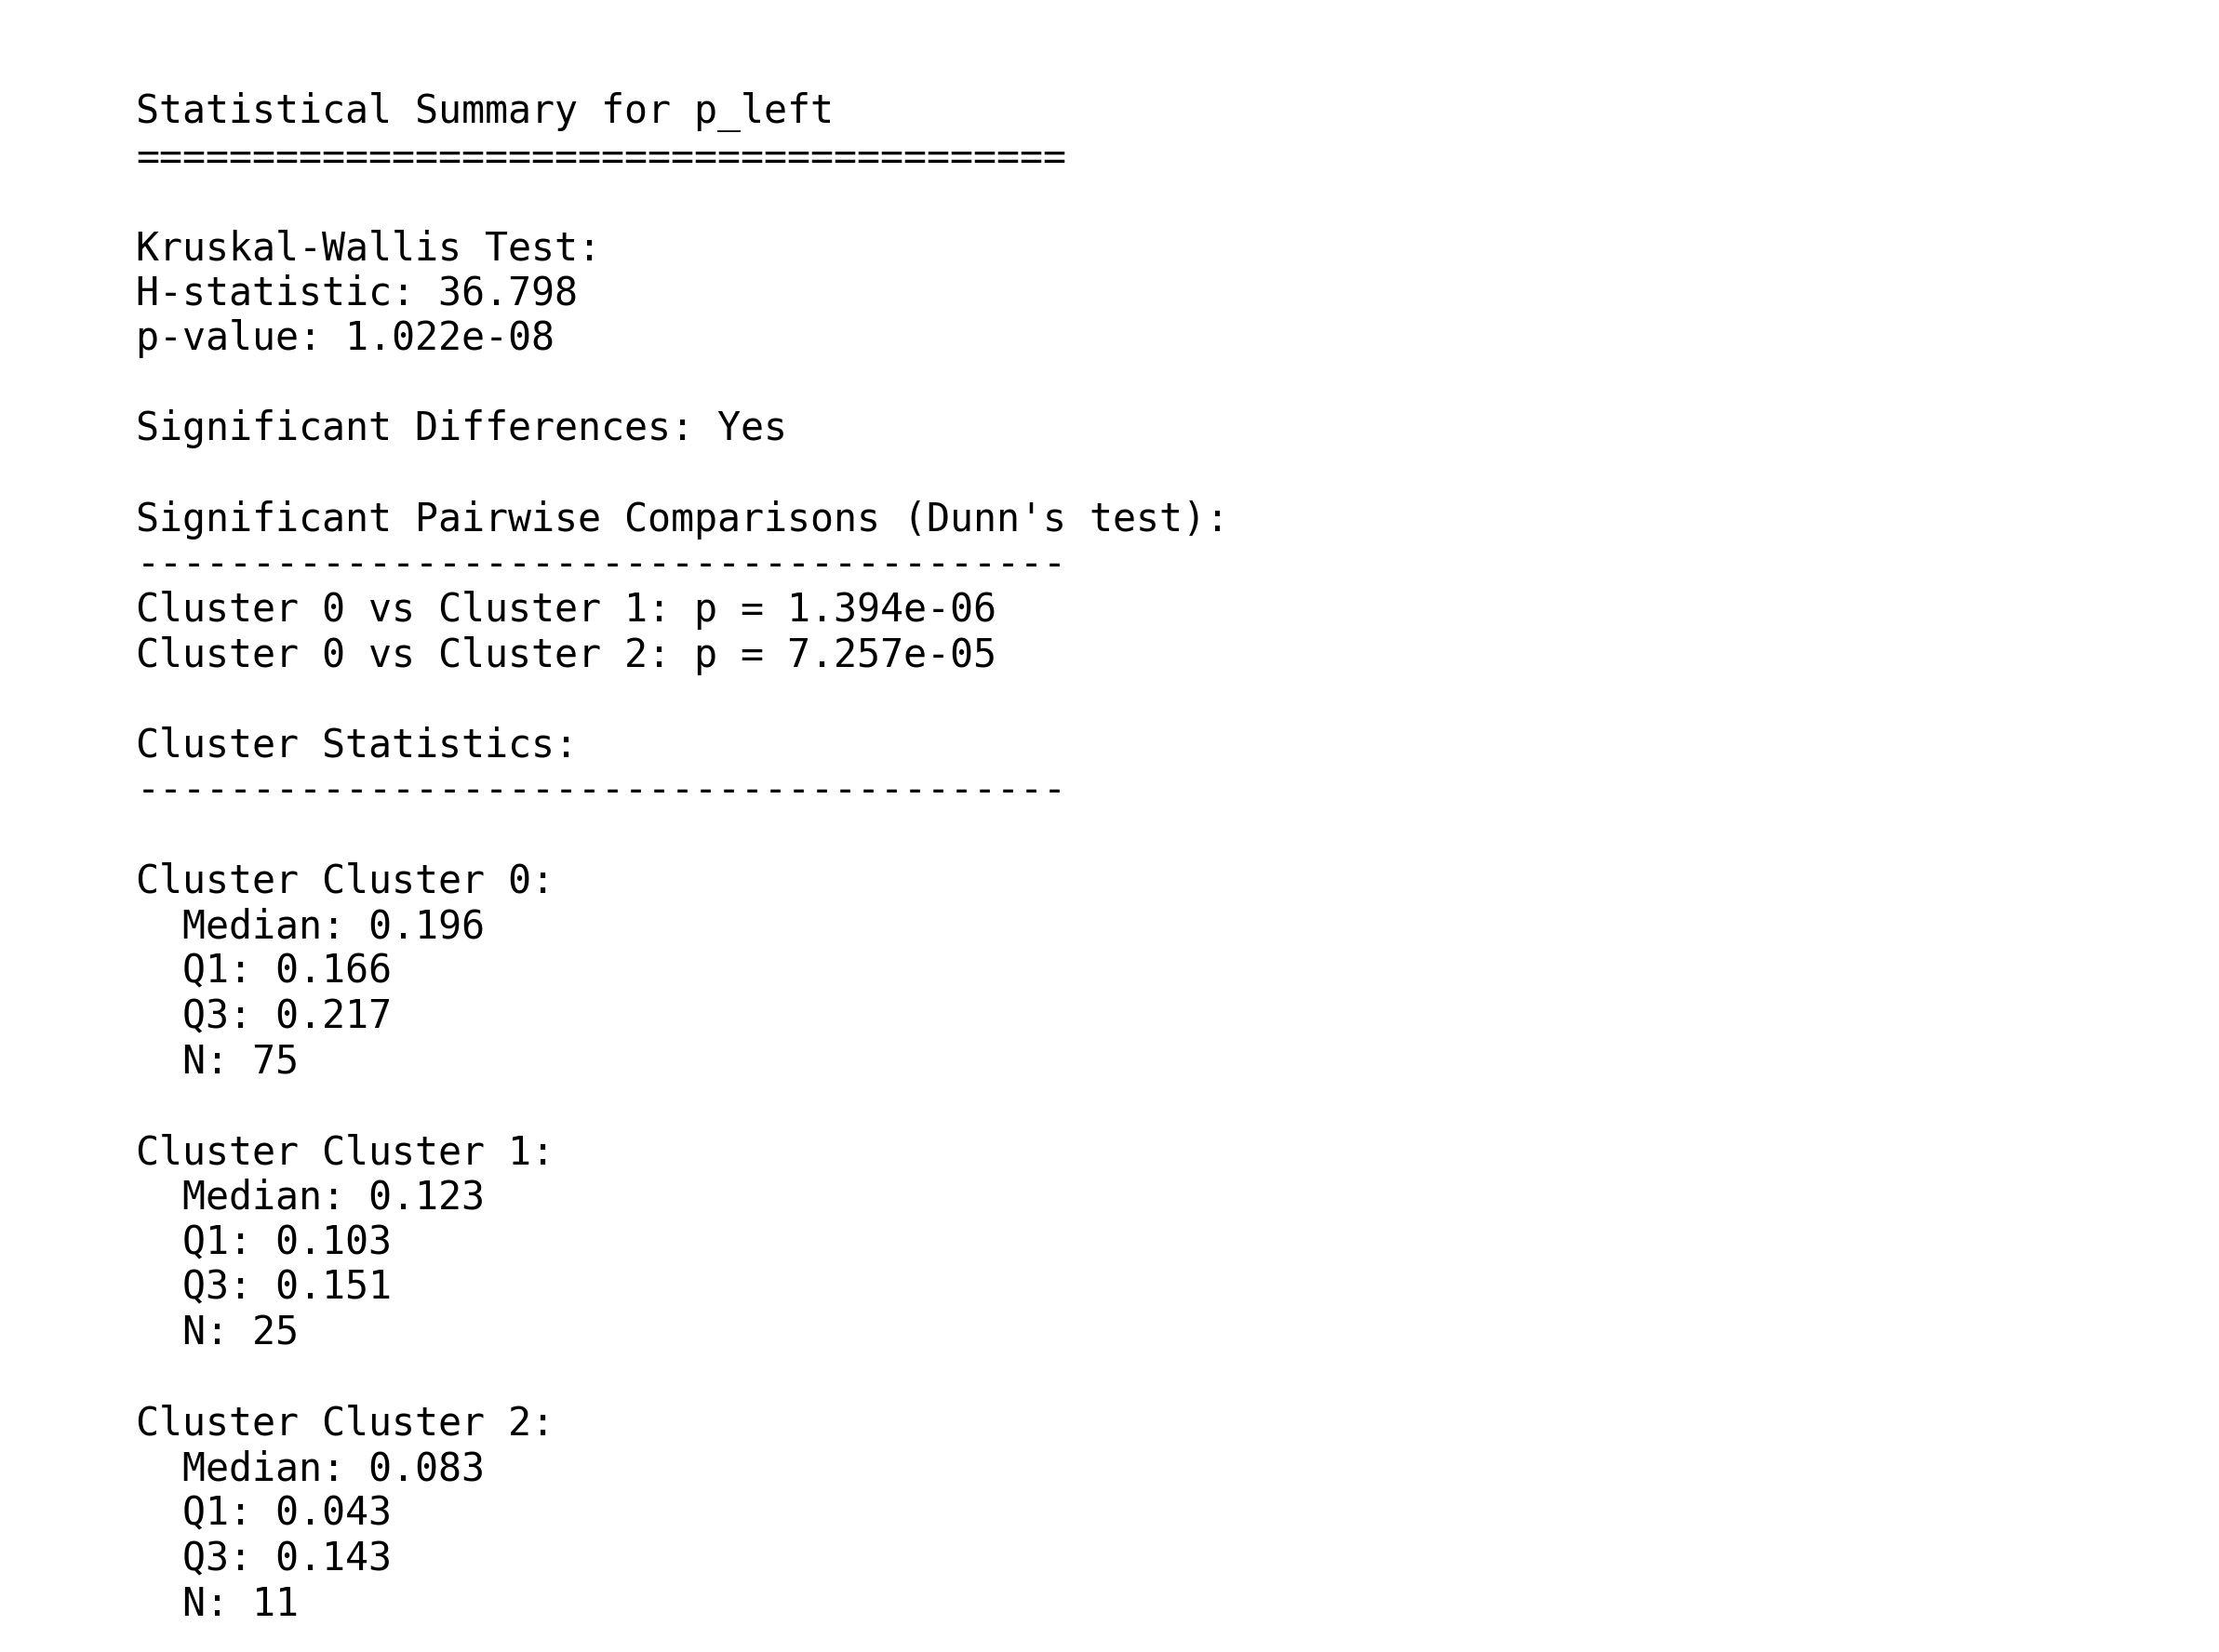 Statistical Summary for p_left
========================================
Kruskal-Wallis Test:
H-statistic: 36.798
p-value: 1.022e-08
Significant Differences: Yes
Significant Pairwise Comparisons (Dunn's test):
----------------------------------------
Cluster 0 vs Cluster 1: p = 1.394e-06
Cluster 0 vs Cluster 2: p = 7.257e-05
Cluster Statistics:
----------------------------------------
Cluster Cluster 0:
  Median: 0.196
  Q1: 0.166
  Q3: 0.217
  N: 75
Cluster Cluster 1:
  Median: 0.123
  Q1: 0.103
  Q3: 0.151
  N: 25
Cluster Cluster 2:
  Median: 0.083
  Q1: 0.043
  Q3: 0.143
  N: 11